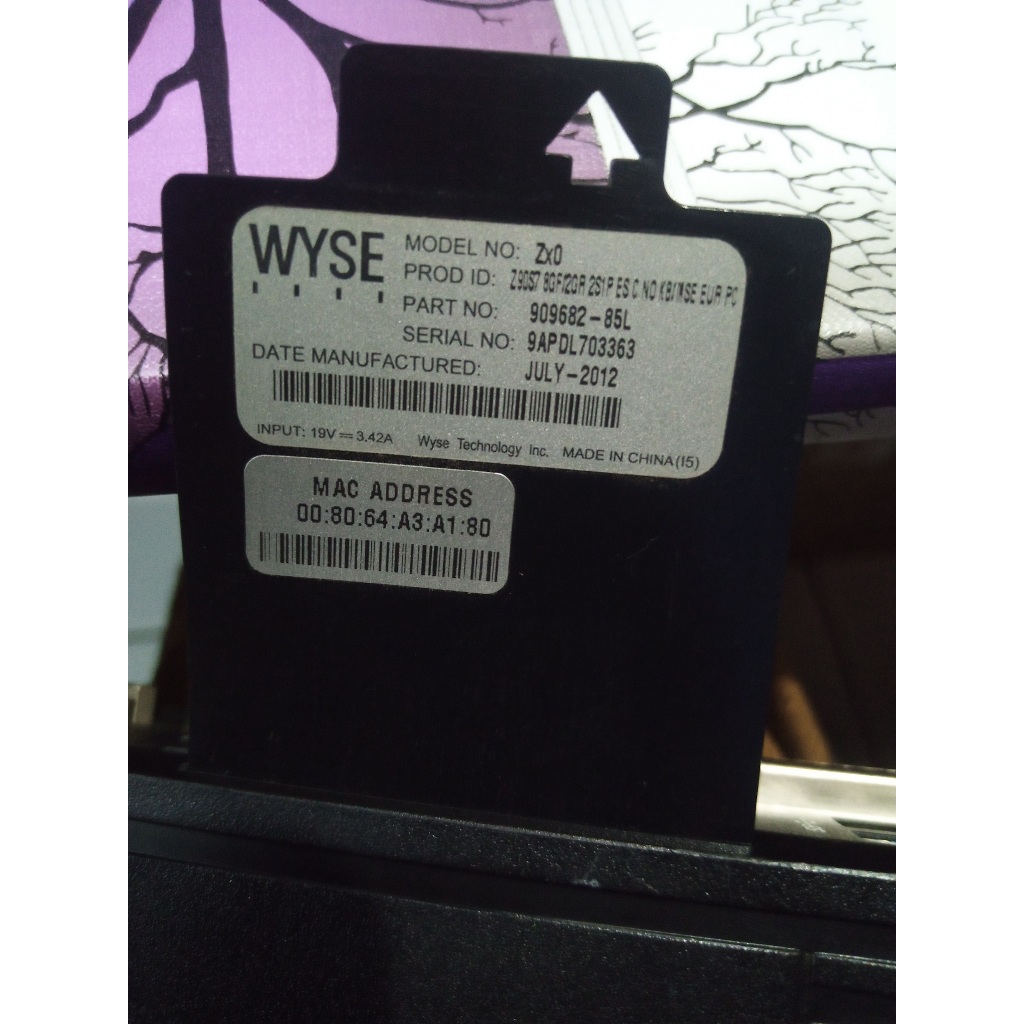 WYSE
MODEL NO: Zx0
PROD ID: Z90S7 8GF/2GR 2S1P ES C NO KB/MSE EUR PC
PART NO: 909682-85L
SERIAL NO: 9APDL703363
DATE MANUFACTURED: JULY-2012
INPUT: 19V⎓3.42A Wyse Technology Inc. MADE IN CHINA(I5)
MAC ADDRESS
00:80:64:A3:A1:80